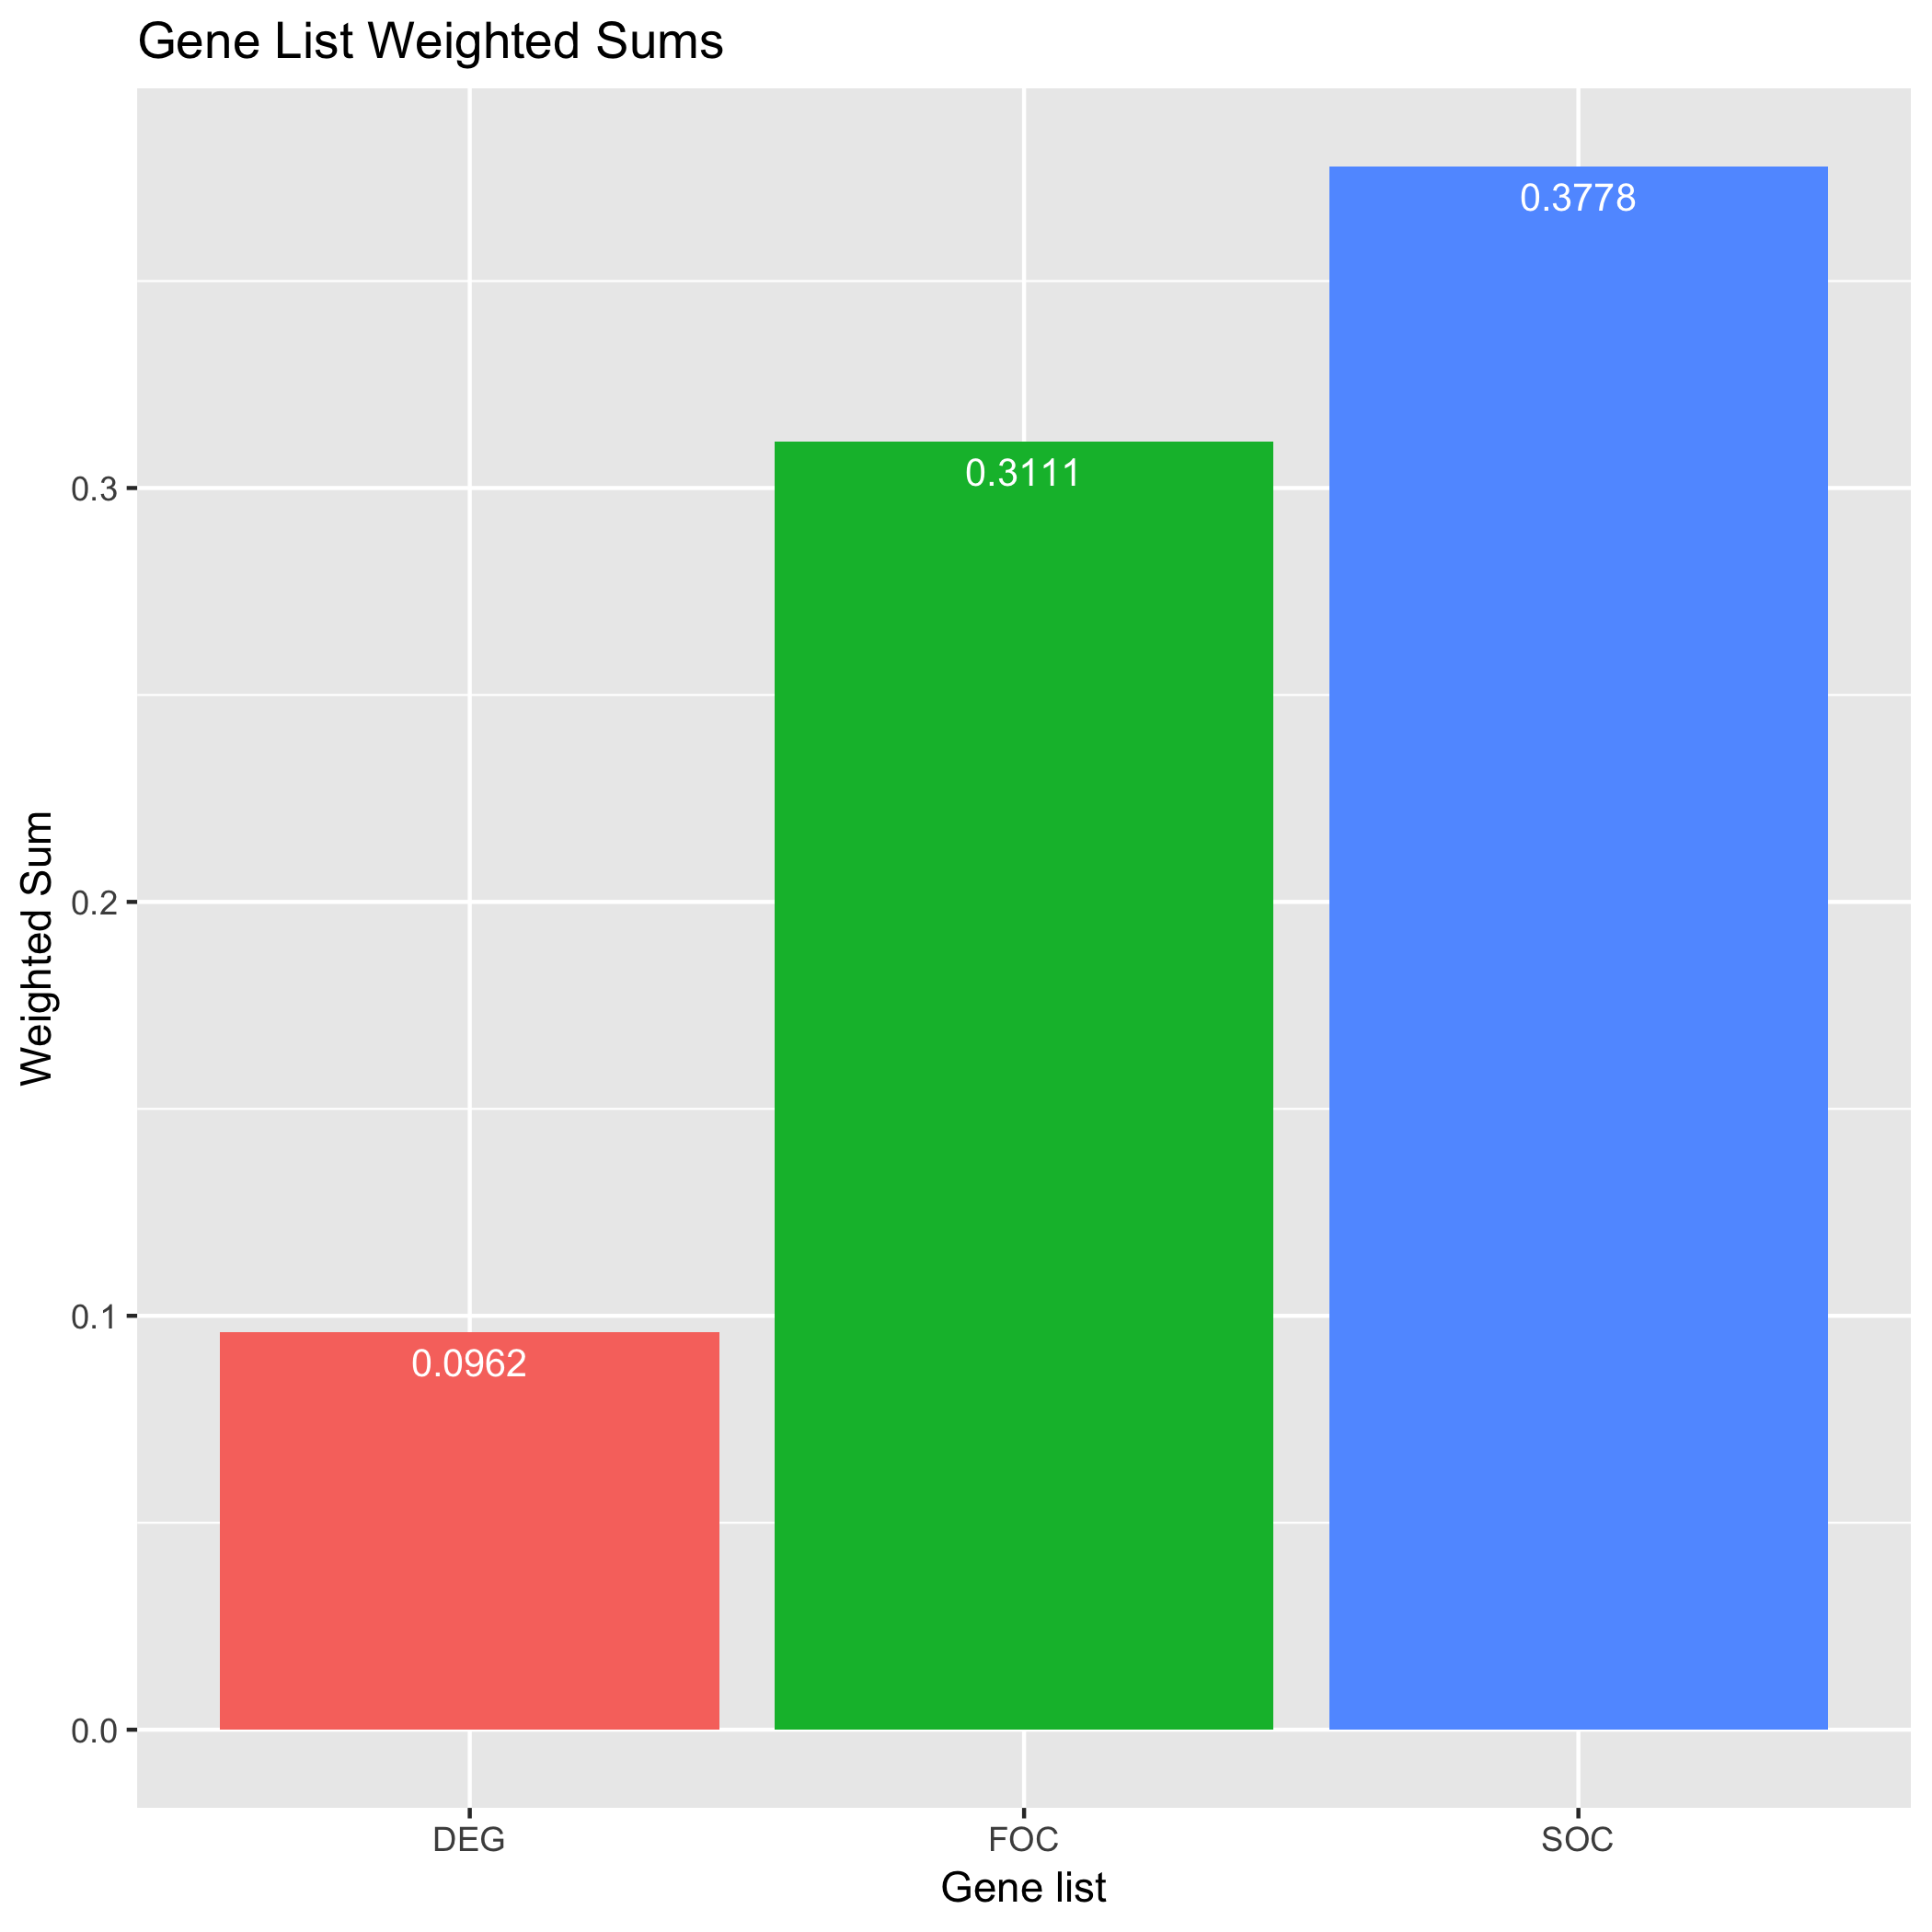 Gene List Weighted Sums
Weighted Sum
0.3
0.2
0.1
0.0
0.0962
0.3111
0.3778
DEG
FOC
SOC
Gene list